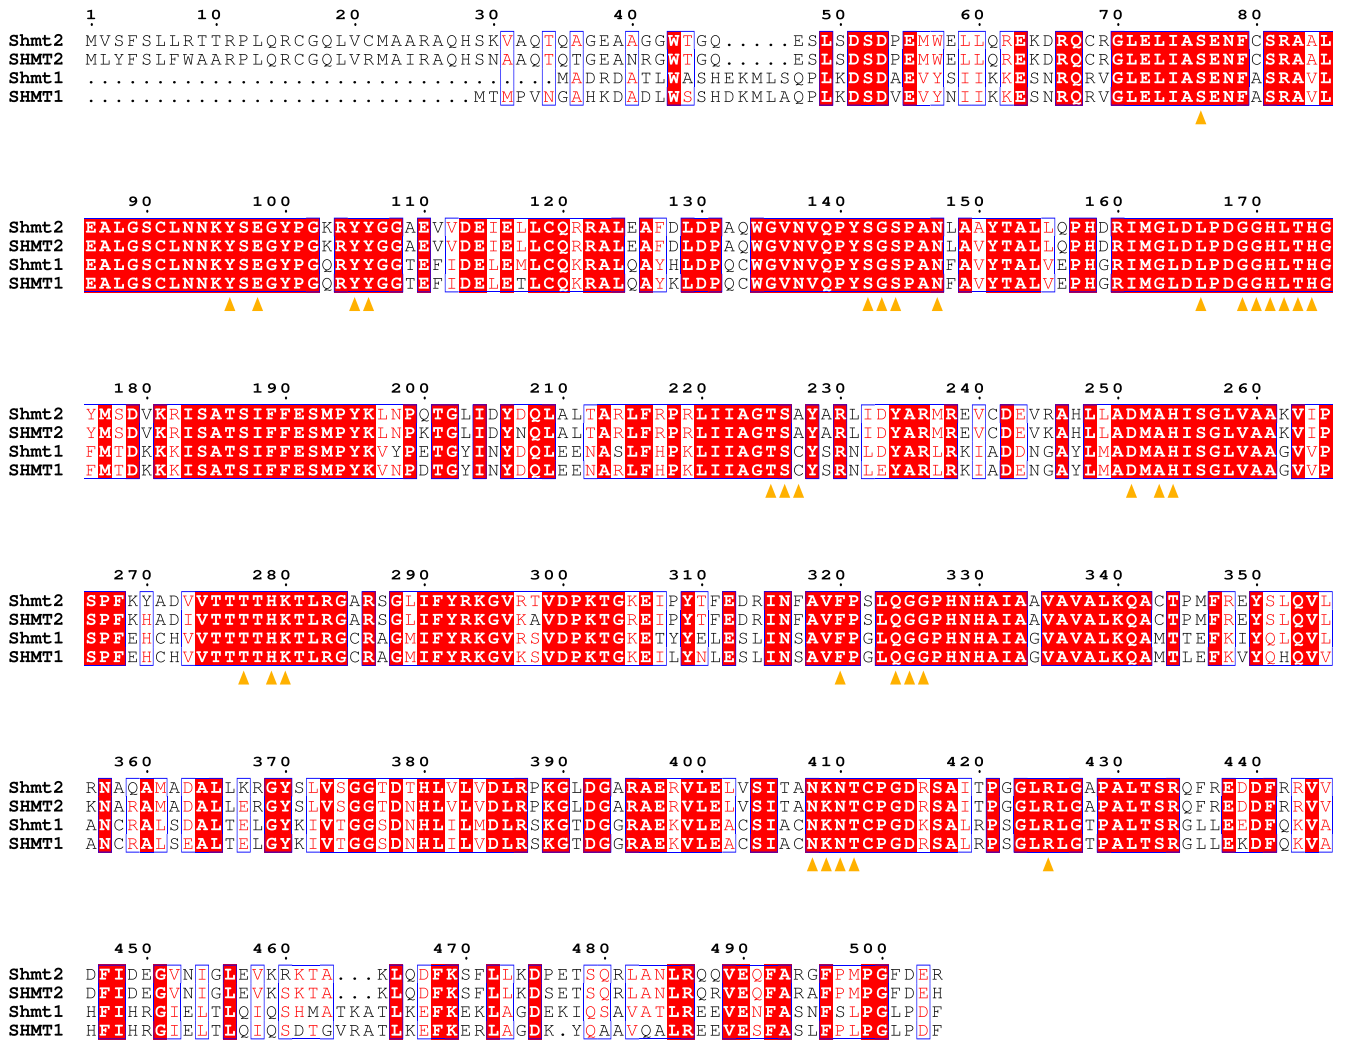 1 10 20 30 40 50 60 70 80
Shmt2 MVSFSLLRTTRPLQRCGQLVCMAARAQHSKVAQTQAGEAAGGWTGQ.....ESLSDSDPEMWELLQREKDRQCRGLELIASENFCSRAAL
SHMT2 MLYFSLFWAARPLQRCGQLVRMAIRAQHSNAAQTQTGEANRGWTGQ.....ESLSDSDPEMWELLQREKDRQCRGLELIASENFCSRAAL
Shmt1 ..................................MADRDATLWASHEKMLSQPLKDSDAEVYSIIKKESNRQRVGLELIASENFASRAVL
SHMT1 ............................MTMPVNGAHKDADLWSSHDKMLAQPLKDSDVEVYNIIKKESNRQRVGLELIASENFASRAVL
90 100 110 120 130 140 150 160 170
Shmt2 EALGSCLNNKYSEGYPGKRYYGGAEVVDEIELLCQRRALEAFDLDPAQWGVNVQPYSGSPANLAAYTALLQPHDRIMGLDLPDGGHLTHG
SHMT2 EALGSCLNNKYSEGYPGKRYYGGAEVVDEIELLCQRRALEAFDLDPAQWGVNVQPYSGSPANLAVYTALLQPHDRIMGLDLPDGGHLTHG
Shmt1 EALGSCLNNKYSEGYPGQRYYGGTEFIDELEMLCQKRALQAYHLDPQCWGVNVQPYSGSPANFAVYTALVEPHGRIMGLDLPDGGHLTHG
SHMT1 EALGSCLNNKYSEGYPGQRYYGGTEFIDELETLCQKRALQAYKLDPQCWGVNVQPYSGSPANFAVYTALVEPHGRIMGLDLPDGGHLTHG
180 190 200 210 220 230 240 250 260
Shmt2 YMSDVKRISATSIFFESMPYKLNPQTGLIDYDQLALTARLFRPRLIIAGTSAYARLIDYARMREVCDEVRAHLLADMAHISGLVAAKVIP
SHMT2 YMSDVKRISATSIFFESMPYKLNPKTGLIDYNQLALTARLFRPRLIIAGTSAYARLIDYARMREVCDEVKAHLLADMAHISGLVAAKVIP
Shmt1 FMTDKKKISATSIFFESMPYKVYPETGYINYDQLEENASLFHPKLIIAGTSCYSRNLDYARLRKIADDNGAYLMADMAHISGLVAAGVVP
SHMT1 FMTDKKKISATSIFFESMPYKVNPDTGYINYDQLEENARLFHPKLIIAGTSCYSRNLEYARLRKIADENGAYLMADMAHISGLVAAGVVP
270 280 290 300 310 320 330 340 350
Shmt2 SPFKYADVVTTTTHKTLRGARSGLIFYRKGVRTVDPKTGKEIPYTFEDRINFAVFPSLQGGPHNHAIAAVAVALKQACTPMFREYSLQVL
SHMT2 SPFKHADIVTTTTHKTLRGARSGLIFYRKGVKAVDPKTGREIPYTFEDRINFAVFPSLQGGPHNHAIAAVAVALKQACTPMFREYSLQVL
Shmt1 SPFEHCHVVTTTTHKTLRGCRAGMIFYRKGVRSVDPKTGKETYYELESLINSAVFPGLQGGPHNHAIAGVAVALKQAMTTEFKIYQLQVL
SHMT1 SPFEHCHVVTTTTHKTLRGCRAGMIFYRKGVKSVDPKTGKEILYNLESLINSAVFPGLQGGPHNHAIAGVAVALKQAMTLEFKVYQHQVV
360 370 380 390 400 410 420 430 440
Shmt2 RNAQAMADALLKRGYSLVSGGTDTHLVLVDLRPKGLDGARAERVLELVSITANKNTCPGDRSAITPGGLRLGAPALTSRQFREDDFRRVV
SHMT2 KNARAMADALLERGYSLVSGGTDNHLVLVDLRPKGLDGARAERVLELVSITANKNTCPGDRSAITPGGLRLGAPALTSRQFREDDFRRVV
Shmt1 ANCRALSDALTELGYKIVTGGSDNHLILMDLRSKGTDGGRAEKVLEACSIACNKNTCPGDKSALRPSGLRLGTPALTSRGLLEEDFQKVA
SHMT1 ANCRALSEALTELGYKIVTGGSDNHLILVDLRSKGTDGGRAEKVLEACSIACNKNTCPGDRSALRPSGLRLGTPALTSRGLLEKDFQKVA
450 460 470 480 490 500
Shmt2 DFIDEGVNIGLEVKRKTA...KLQDFKSFLLKDPETSQRLANLRQQVEQFARGFPMPGFDER
SHMT2 DFIDEGVNIGLEVKSKTA...KLQDFKSFLLKDSETSQRLANLRQRVEQFARAFPMPGFDEH
Shmt1 HFIHRGIELTLQIQSHMATKATLKEFKEKLAGDEKIQSAVATLREEVENFASNFSLPGLPDF
SHMT1 HFIHRGIELTLQIQSDTGVRATLKEFKERLAGDK.YQAAVQALREEVESFASLFPLPGLPDF